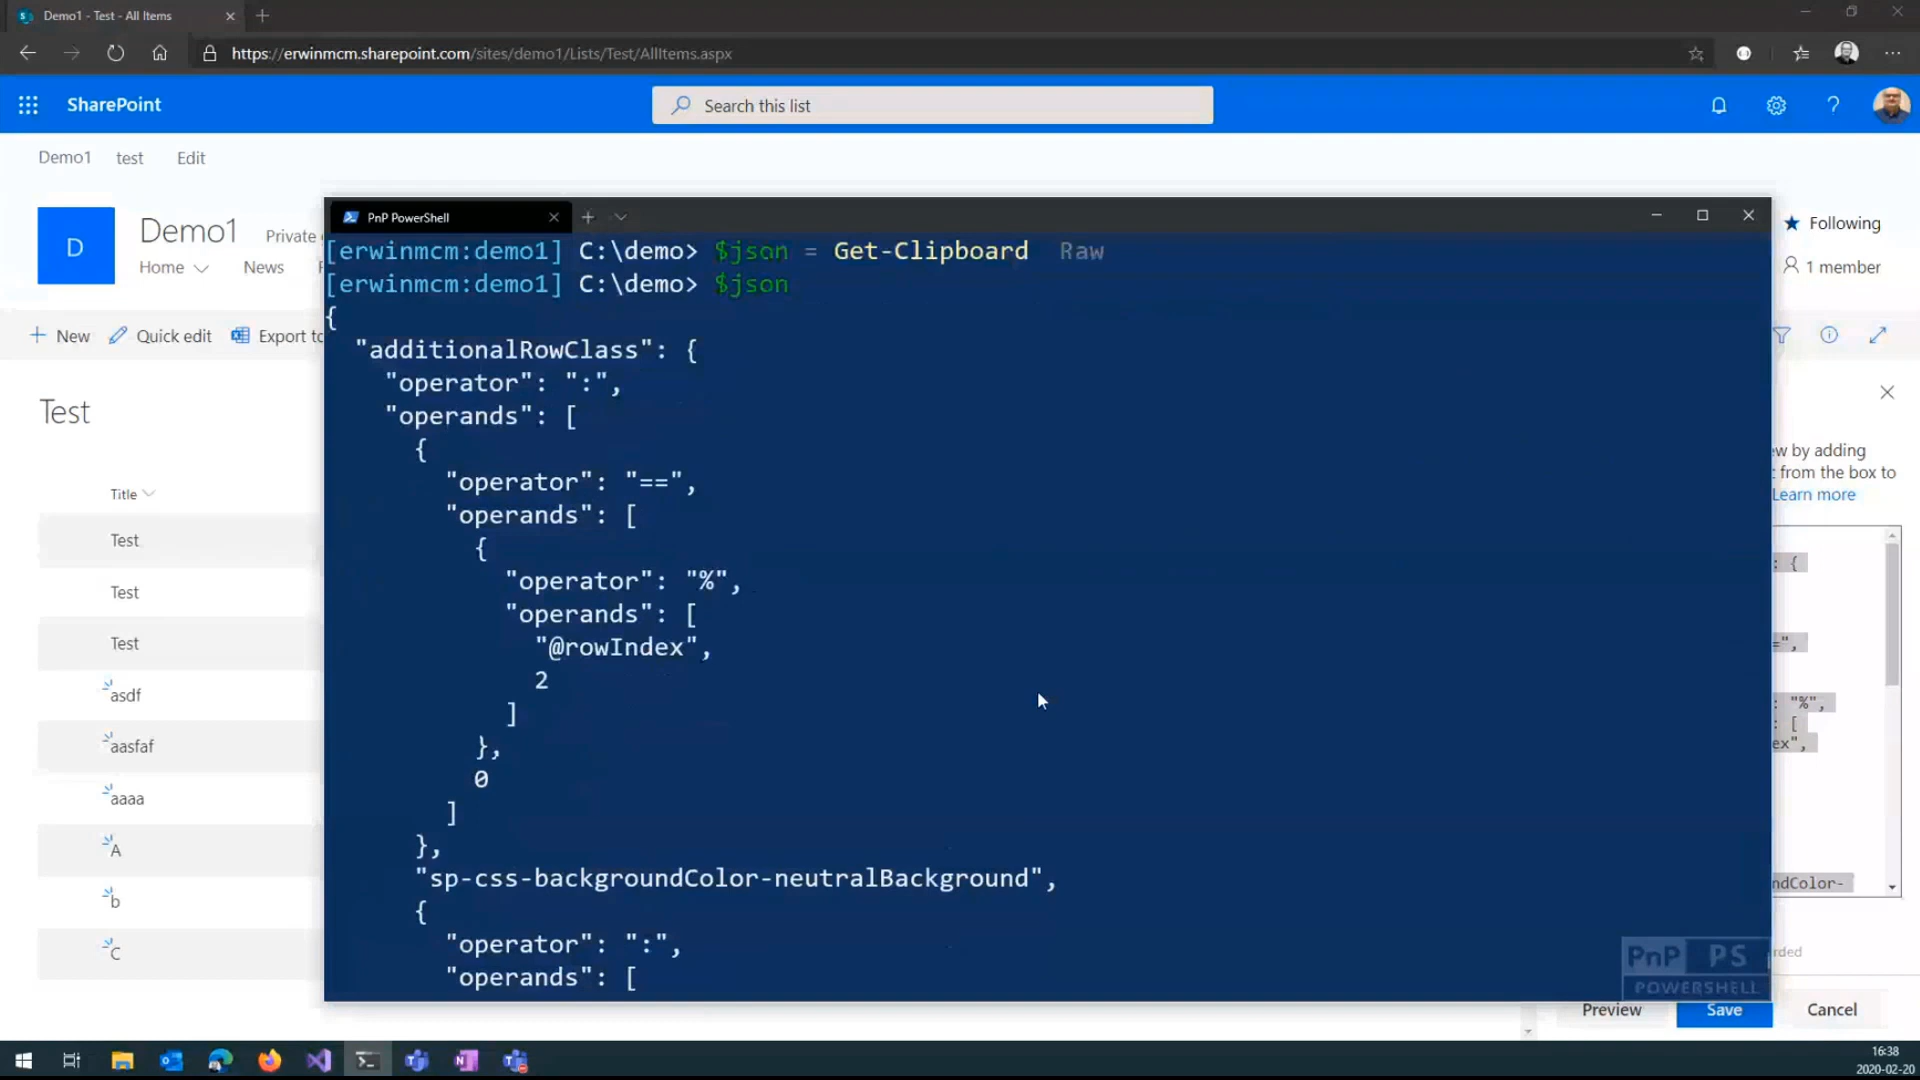 Demo1 - Test - All Items
https://erwinmcm.sharepoint.com/sites/demo1/Lists/Test/AllItems.aspx
SharePoint
Search this list
Demo1 test Edit
D
Demo1 Private
Home News
Following
1 member
New Quick edit Export to
Test
Title
Test
Test
Test
asdf
aasfaf
aaaa
A
b
C
PnP PowerShell
[erwinmcm:demo1] C:\demo> $json = Get-Clipboard Raw
[erwinmcm:demo1] C:\demo> $json
{
"additionalRowClass": {
"operator": ":",
"operands": [
{
"operator": "==",
"operands": [
{
"operator": "%",
"operands": [
"@rowIndex",
2
]
},
0
]
},
"sp-css-backgroundColor-neutralBackground",
{
"operator": ":",
"operands": [
PnP PS
POWERSHELL
by adding
from the box to
Learn more
: {
=",
: "%",
: [
ex",
ndColor-
Preview Save Cancel
16:38
2020-02-20